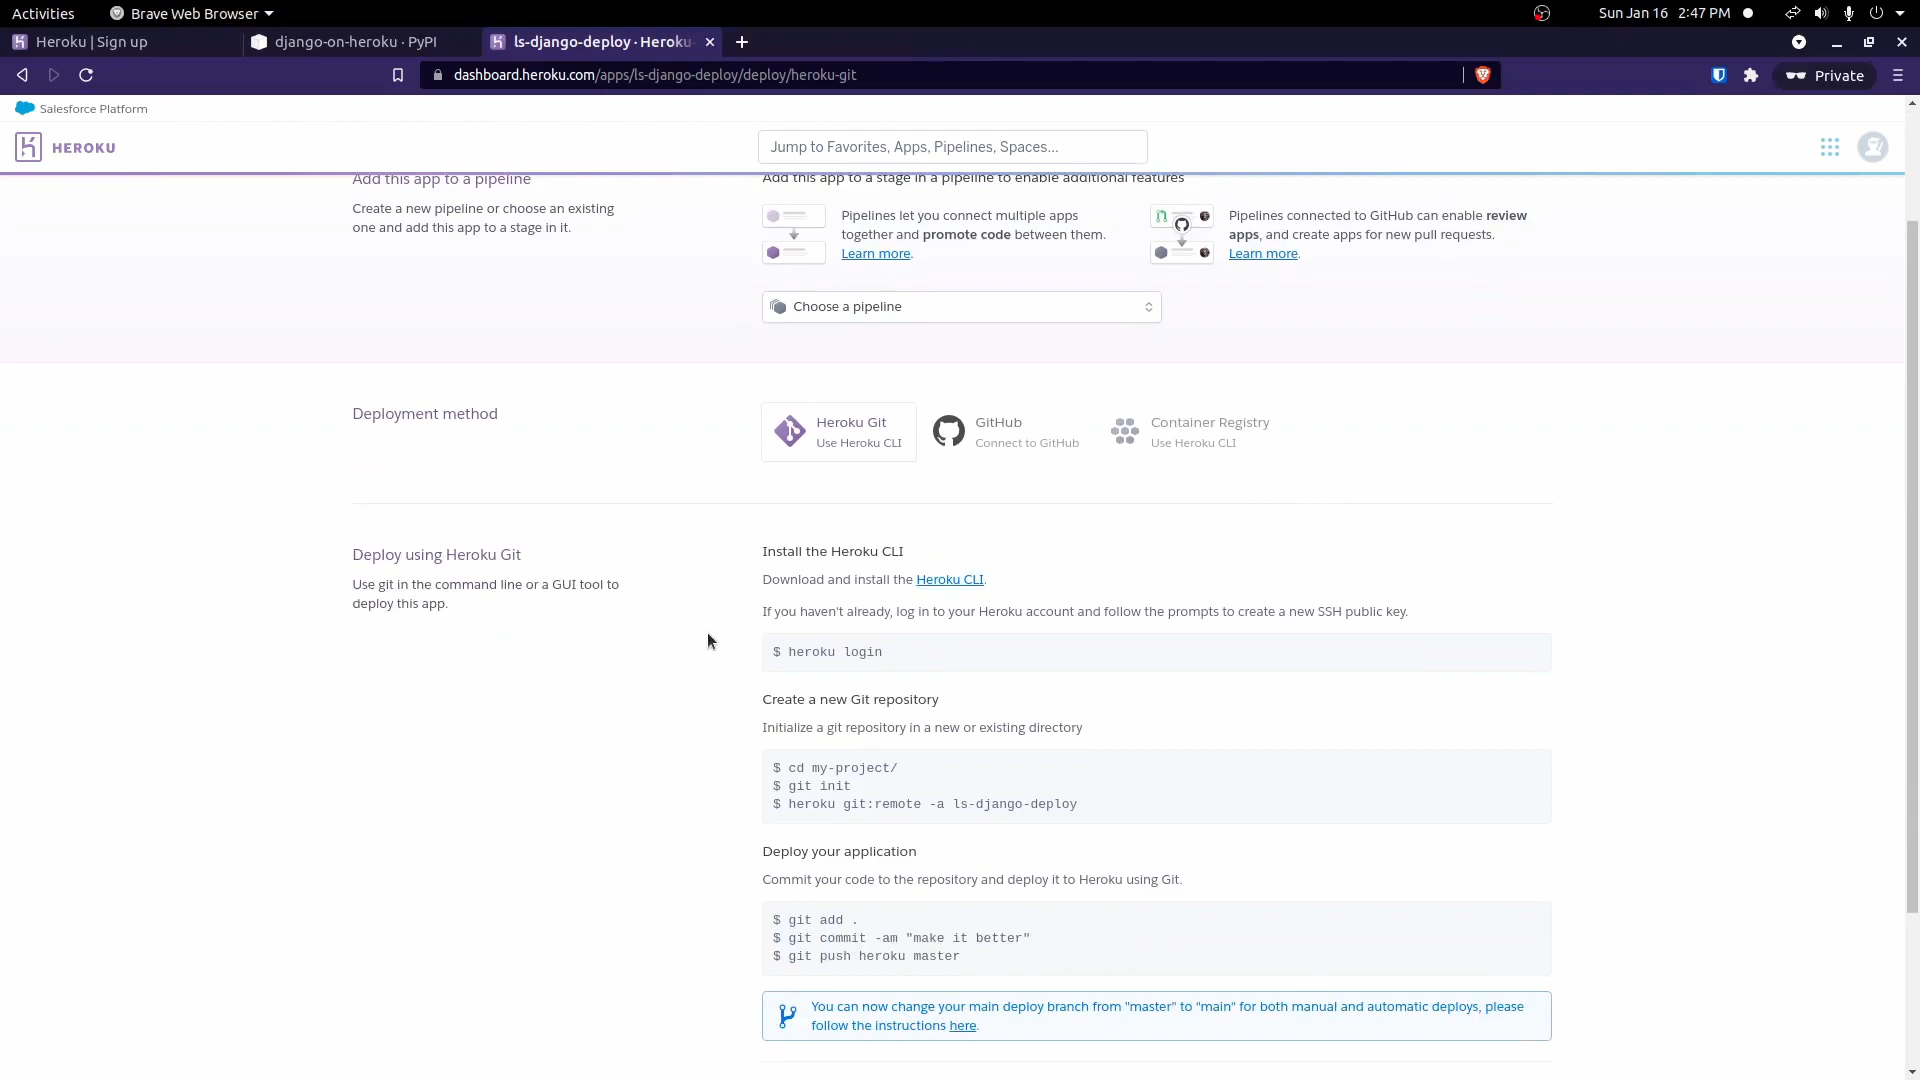 Activities
Brave Web Browser
Sun Jan 16 2:47 PM
Heroku | Sign up
django-on-heroku · PyPI
ls-django-deploy · Heroku
dashboard.heroku.com/apps/ls-django-deploy/deploy/heroku-git
Private
Salesforce Platform
HEROKU
Jump to Favorites, Apps, Pipelines, Spaces...
Add this app to a pipeline
Create a new pipeline or choose an existing
one and add this app to a stage in it.
Add this app to a stage in a pipeline to enable additional features
Pipelines let you connect multiple apps
together and promote code between them.
Learn more.
Pipelines connected to GitHub can enable review
apps, and create apps for new pull requests.
Learn more.
Choose a pipeline
Deployment method
Heroku Git
Use Heroku CLI
GitHub
Connect to GitHub
Container Registry
Use Heroku CLI
Deploy using Heroku Git
Use git in the command line or a GUI tool to
deploy this app.
Install the Heroku CLI
Download and install the Heroku CLI.
If you haven't already, log in to your Heroku account and follow the prompts to create a new SSH public key.
$ heroku login
Create a new Git repository
Initialize a git repository in a new or existing directory
$ cd my-project/
$ git init
$ heroku git:remote -a ls-django-deploy
Deploy your application
Commit your code to the repository and deploy it to Heroku using Git.
$ git add .
$ git commit -am "make it better"
$ git push heroku master
You can now change your main deploy branch from "master" to "main" for both manual and automatic deploys, please
follow the instructions here.